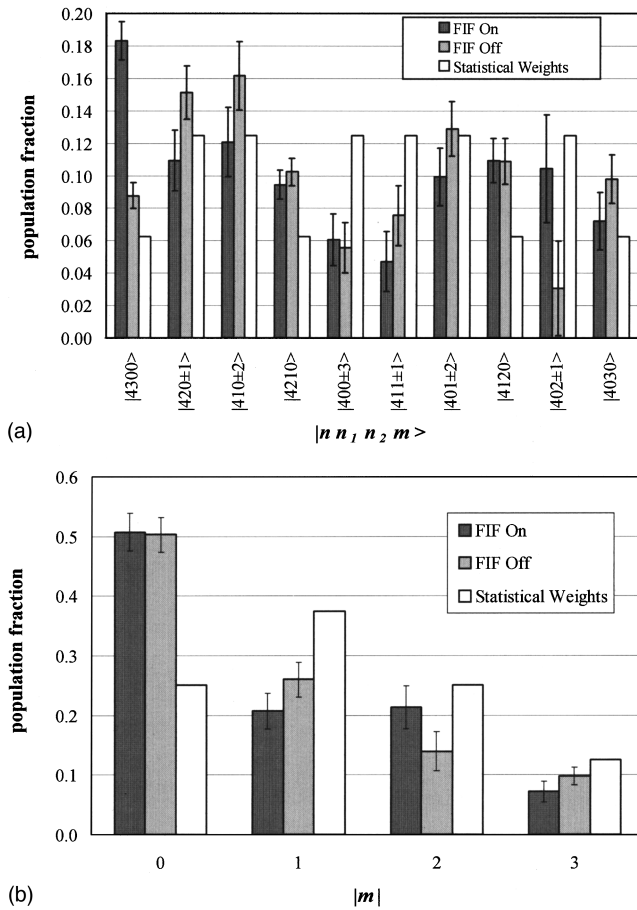 0.20
0.18
0.16
0.14
0.12
0.10
0.08
0.06
0.04
0.02
0.00
population fraction
FIF On
FIF Off
Statistical Weights
|4300>
|420±1>
|410±2>
|4210>
|400±3>
|411±1>
|401±2>
|4120>
|402±1>
|4030>
(a)
|n n₁ n₂ m >
0.6
0.5
0.4
0.3
0.2
0.1
0.0
population fraction
FIF On
FIF Off
Statistical Weights
0 1 2 3
(b)
|m|